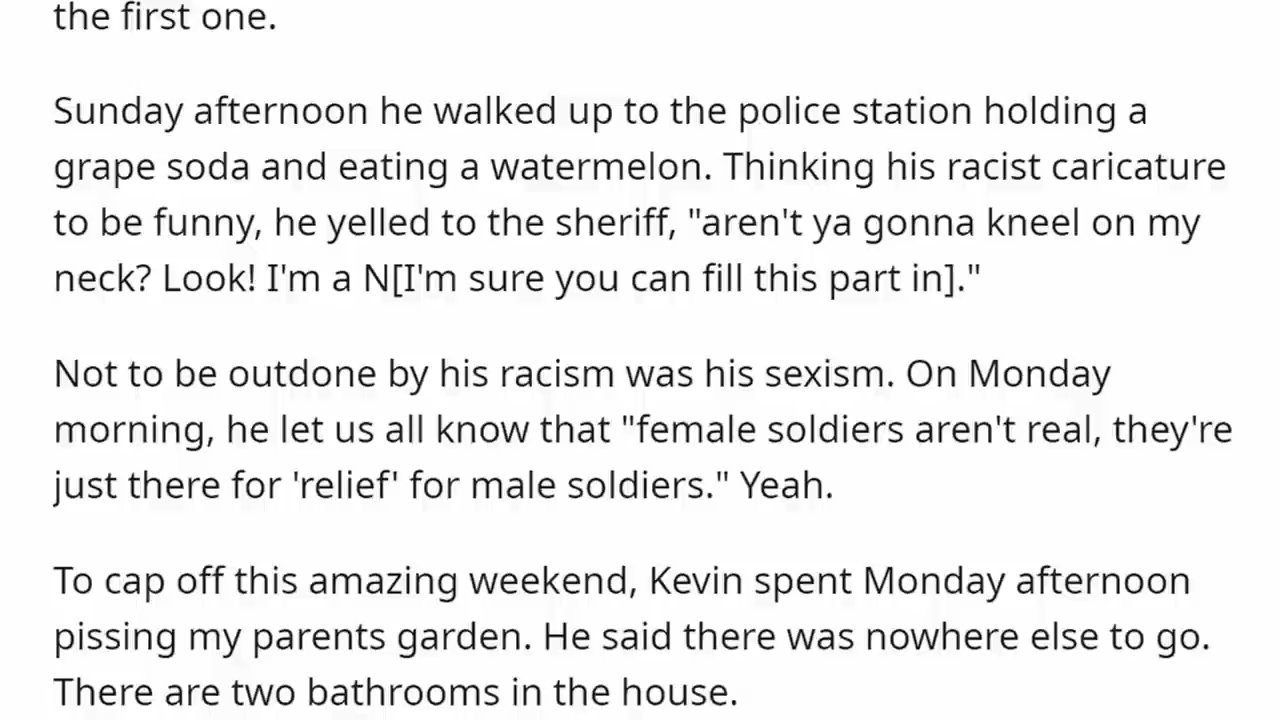 the first one.
Sunday afternoon he walked up to the police station holding a
grape soda and eating a watermelon. Thinking his racist caricature
to be funny, he yelled to the sheriff, "aren't ya gonna kneel on my
neck? Look! I'm a N[I'm sure you can fill this part in]."
Not to be outdone by his racism was his sexism. On Monday
morning, he let us all know that "female soldiers aren't real, they're
just there for 'relief' for male soldiers." Yeah.
To cap off this amazing weekend, Kevin spent Monday afternoon
pissing my parents garden. He said there was nowhere else to go.
There are two bathrooms in the house.